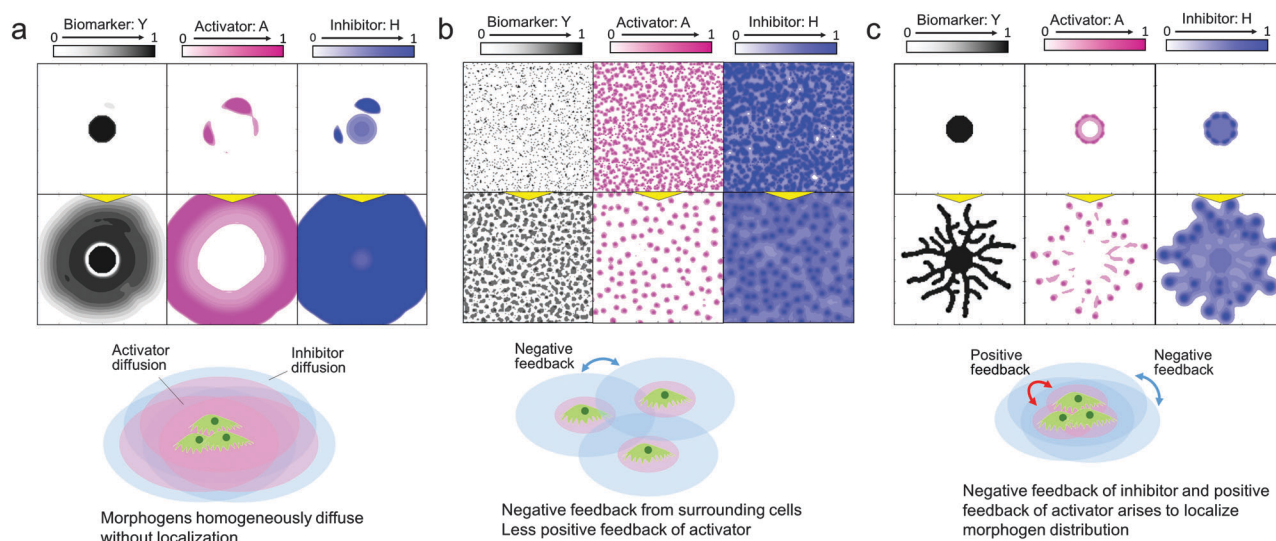 a
Biomarker: Y
0 1
Activator: A
0 1
Inhibitor: H
0 1
Activator
diffusion
Inhibitor
diffusion
Morphogens homogeneously diffuse
without localization
b
Biomarker: Y
0 1
Activator: A
0 1
Inhibitor: H
0 1
Negative
feedback
Negative feedback from surrounding cells
Less positive feedback of activator
c
Biomarker: Y
0 1
Activator: A
0 1
Inhibitor: H
0 1
Positive
feedback
Negative
feedback
Negative feedback of inhibitor and positive
feedback of activator arises to localize
morphogen distribution